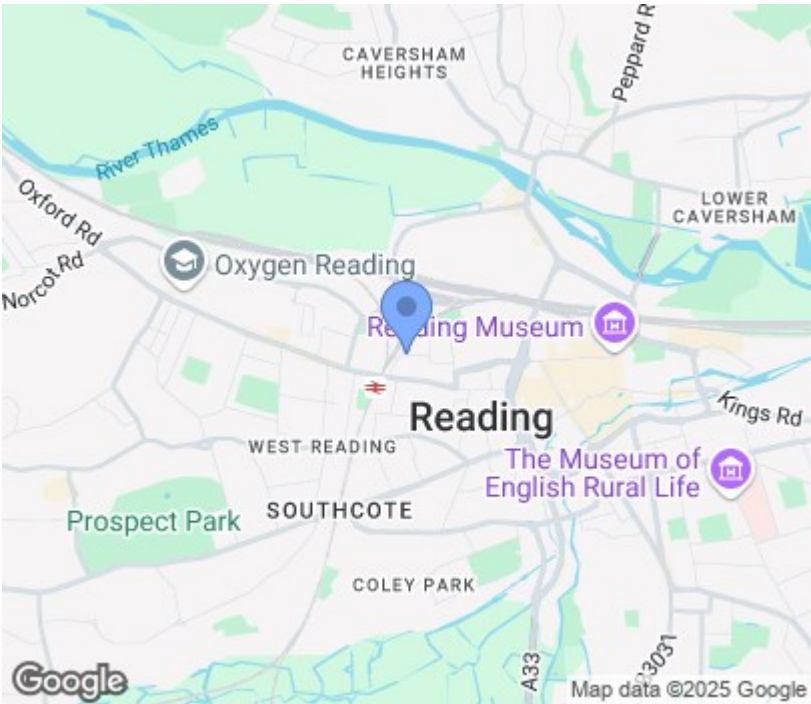 CAVERSHAM
HEIGHTS
Peppard R
River Thames
LOWER
CAVERSHAM
Oxford Rd
Norcot Rd
Oxygen Reading
Reading Museum
Reading
Kings Rd
WEST READING
The Museum of
English Rural Life
SOUTHCOTE
Prospect Park
COLEY PARK
A33
B3031
Google
Map data ©2025 Google